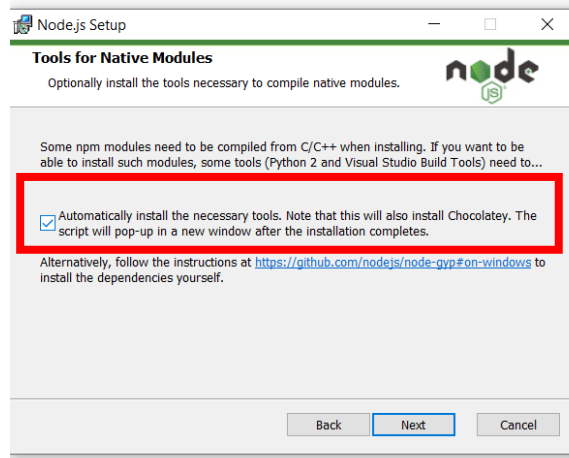 Node.js Setup
Tools for Native Modules
Optionally install the tools necessary to compile native modules.
node
JS
Some npm modules need to be compiled from C/C++ when installing. If you want to be
able to install such modules, some tools (Python 2 and Visual Studio Build Tools) need to...
Automatically install the necessary tools. Note that this will also install Chocolatey. The
script will pop-up in a new window after the installation completes.
Alternatively, follow the instructions at https://github.com/nodejs/node-gyp#on-windows to
install the dependencies yourself.
Back Next Cancel